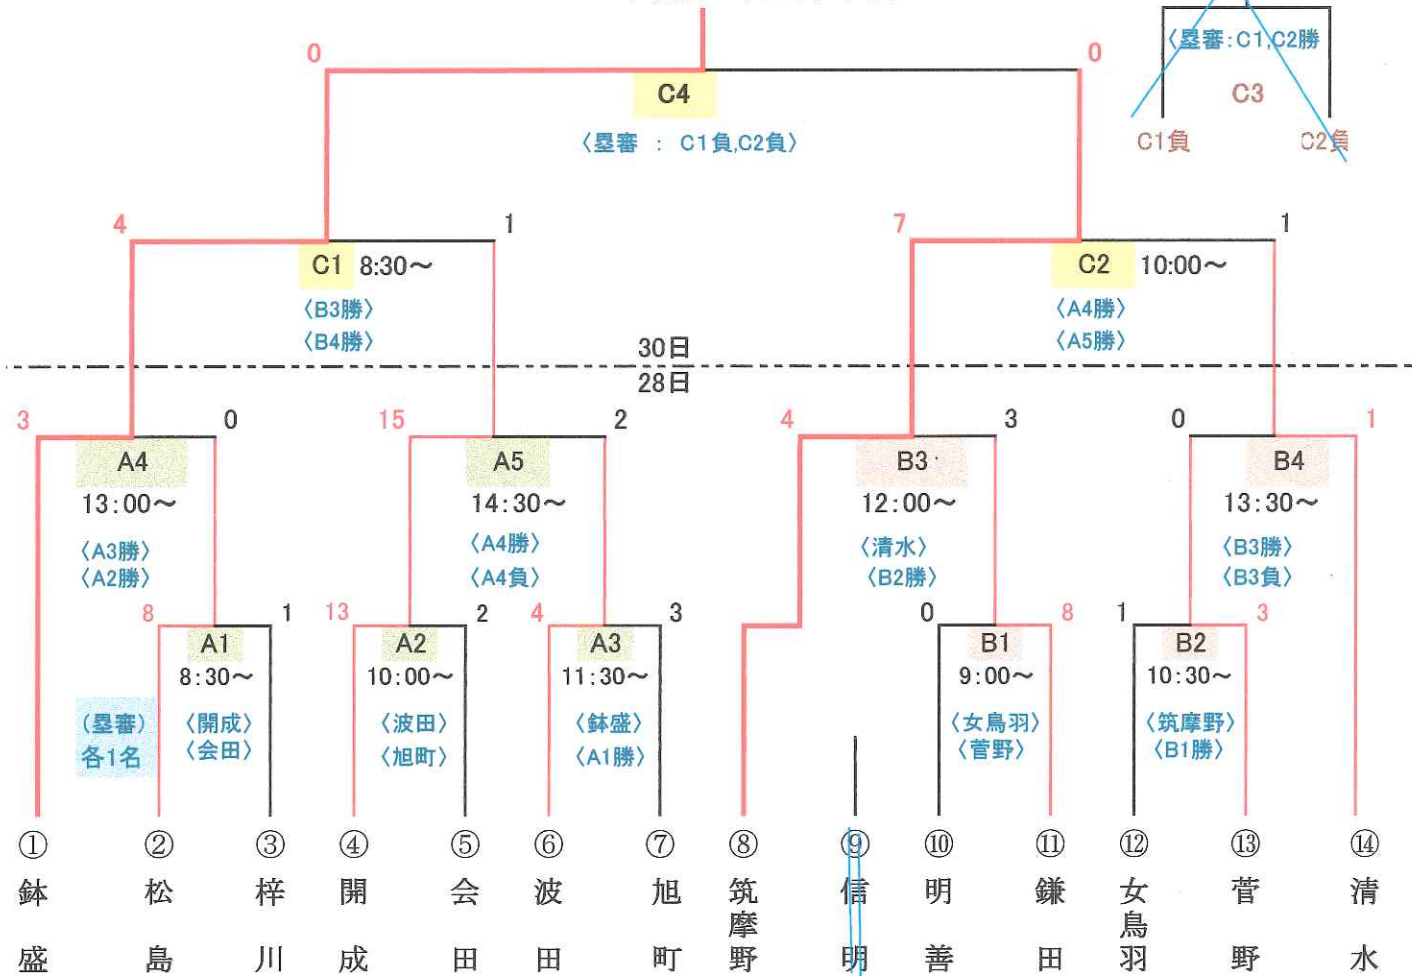 〈塁審:C1,C2勝
0
0
C4
C3
〈塁審 : C1負,C2負〉
C1負
C2負
4
1
7
1
C1 8:30～
C2 10:00～
〈B3勝〉
〈A4勝〉
〈B4勝〉
〈A5勝〉
30日
28日
3
0
15
2
4
3
0
1
A4
A5
B3
B4
13:00～
14:30～
12:00～
13:30～
〈A3勝〉
〈A4勝〉
〈清水〉
〈B3勝〉
〈A2勝〉
〈A4負〉
〈B2勝〉
〈B3負〉
8
1
13
2
4
3
0
8
1
3
A1
A2
A3
B1
B2
8:30～
10:00～
11:30～
9:00～
10:30～
(塁審)
各1名
〈開成〉
〈会田〉
〈波田〉
〈旭町〉
〈鉢盛〉
〈A1勝〉
〈女鳥羽〉
〈菅野〉
〈筑摩野〉
〈B1勝〉
① ② ③ ④ ⑤ ⑥ ⑦ ⑧ ⑨ ⑩ ⑪ ⑫ ⑬ ⑭
鉢盛
松島
梓川
開成
会田
波田
旭町
筑摩野
信明
明善
鎌田
女鳥羽
菅野
清水